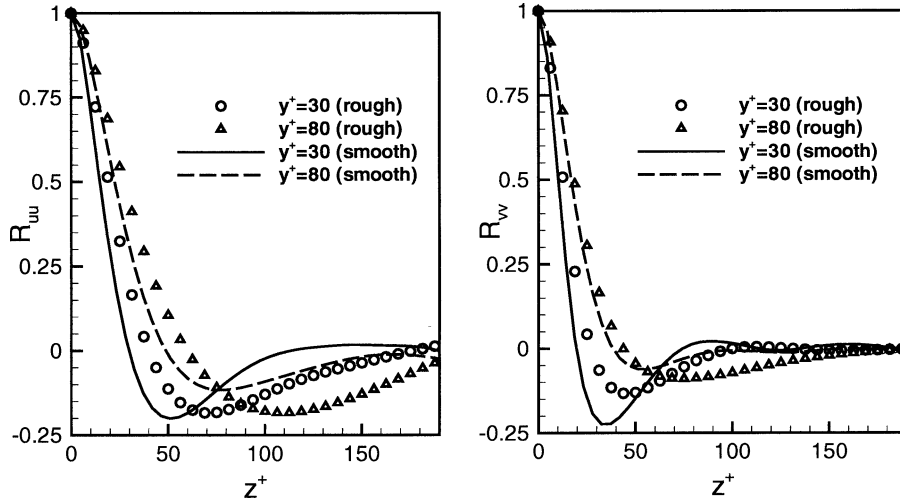 1
0.75
0.5
0.25
0
-0.25
R_uu
0
50
100
150
z+
y+=30 (rough)
y+=80 (rough)
y+=30 (smooth)
y+=80 (smooth)
1
0.75
0.5
0.25
0
-0.25
R_vv
0
50
100
150
z+
y+=30 (rough)
y+=80 (rough)
y+=30 (smooth)
y+=80 (smooth)